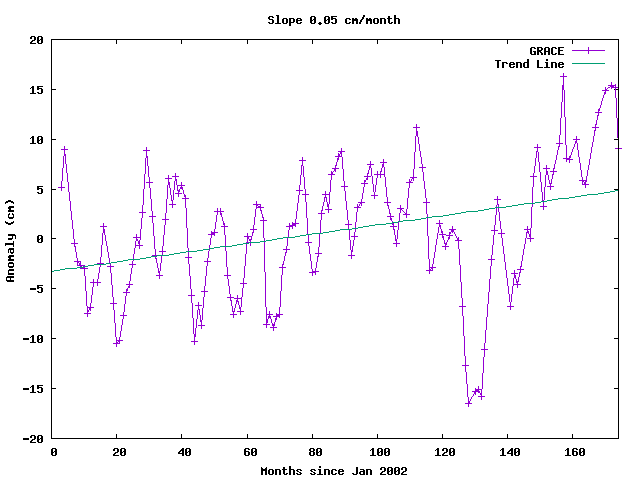 Slope 0.05 cm/month
GRACE
Trend Line
20
15
10
5
0
-5
-10
-15
-20
Anomaly (cm)
0 20 40 60 80 100 120 140 160
Months since Jan 2002